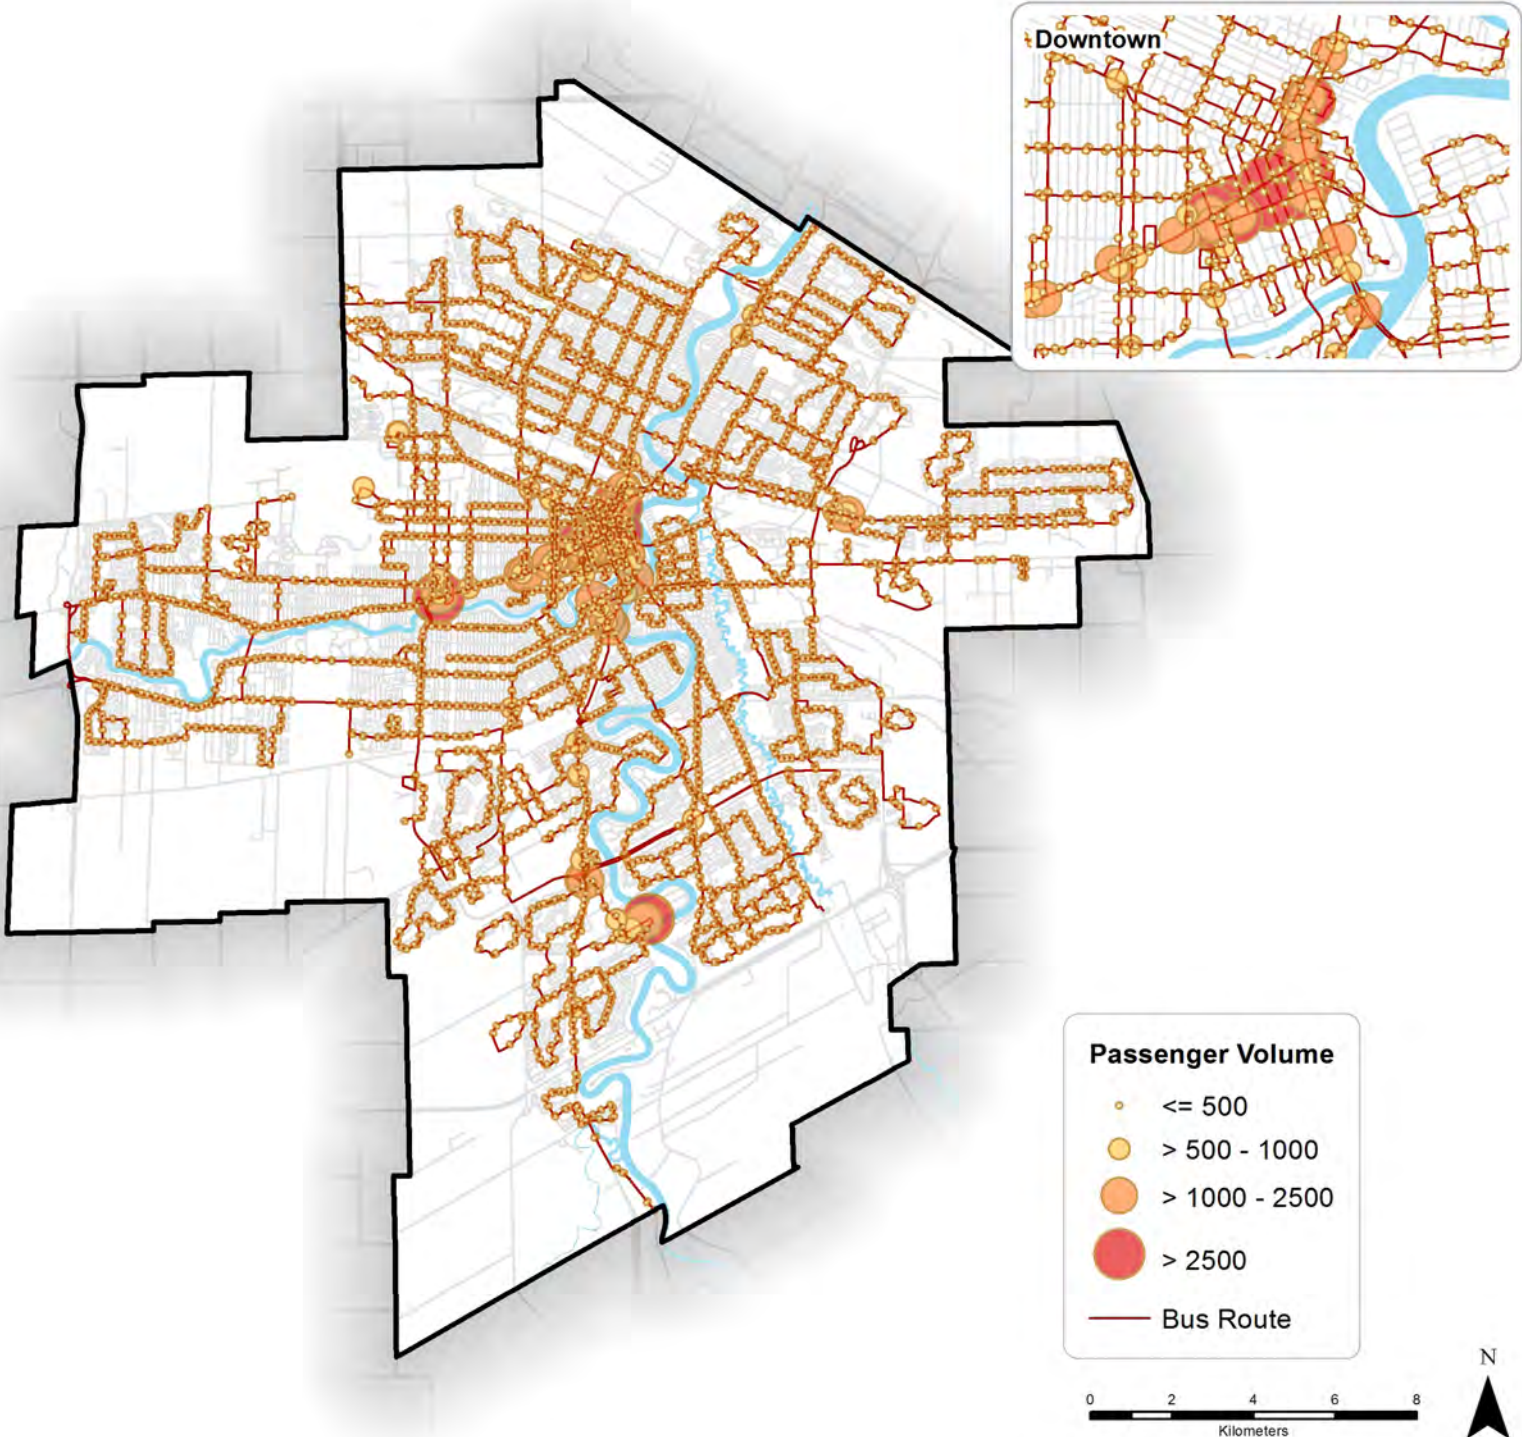 Downtown
Passenger Volume
<= 500
> 500 - 1000
> 1000 - 2500
> 2500
Bus Route
N
0 2 4 6 8
Kilometers